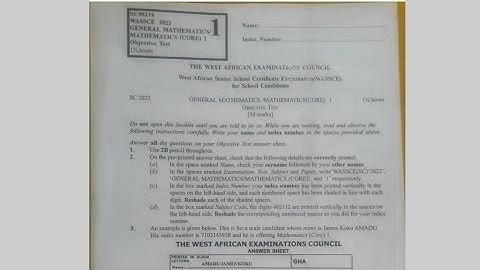 SC402116
WASSCE 2023
GENERAL MATHEMATICS/
MATHEMATICS (CORE) 1
Objective Test
1½ hours
1
Name:
Index Number:
THE WEST AFRICAN EXAMINATIONS COUNCIL
West African Senior School Certificate Examination(WASSCE)
for School Candidates
SC 2023 GENERAL MATHEMATICS /MATHEMATICS(CORE) 1 1½ hours
OBJECTIVE TEST
[50 marks]
Do not open this booklet until you are told to do so. While you are waiting, read and observe the
following instructions carefully. Write your name and index number in the spaces provided above.
Answer all the questions on your Objective Test answer sheet.
1. Use 2B pencil throughout.
2. On the pre-printed answer sheet, check that the following details are correctly printed.
(a) In the space marked Name, check your surname followed by your other names.
(b) In the spaces marked Examination, Year, Subject and Paper, write 'WASSCE(SC)' 2023',
'GENERAL MATHEMATICS/MATHEMATICS (CORE)', and '1' respectively.
(c) In the box marked Index Number, your index number has been printed vertically in the
spaces on the left-hand side, and each numbered space has been shaded in line with each
digit. Reshade each of the shaded spaces.
(d) In the box marked Subject Code, the digits 402112 are printed vertically in the spaces on
the left-hand side. Reshade the corresponding numbered spaces as you did for your index
number.
3. An example is given below. This is for a male candidate whose name is James Koku AMADU.
His index number is 7102143958 and he is offering Mathematics (Core) 1.
THE WEST AFRICAN EXAMINATIONS COUNCIL
ANSWER SHEET
PRINTED IN BLOCK
LETTERS.
Name AMADU JAMES KOKU
GHA